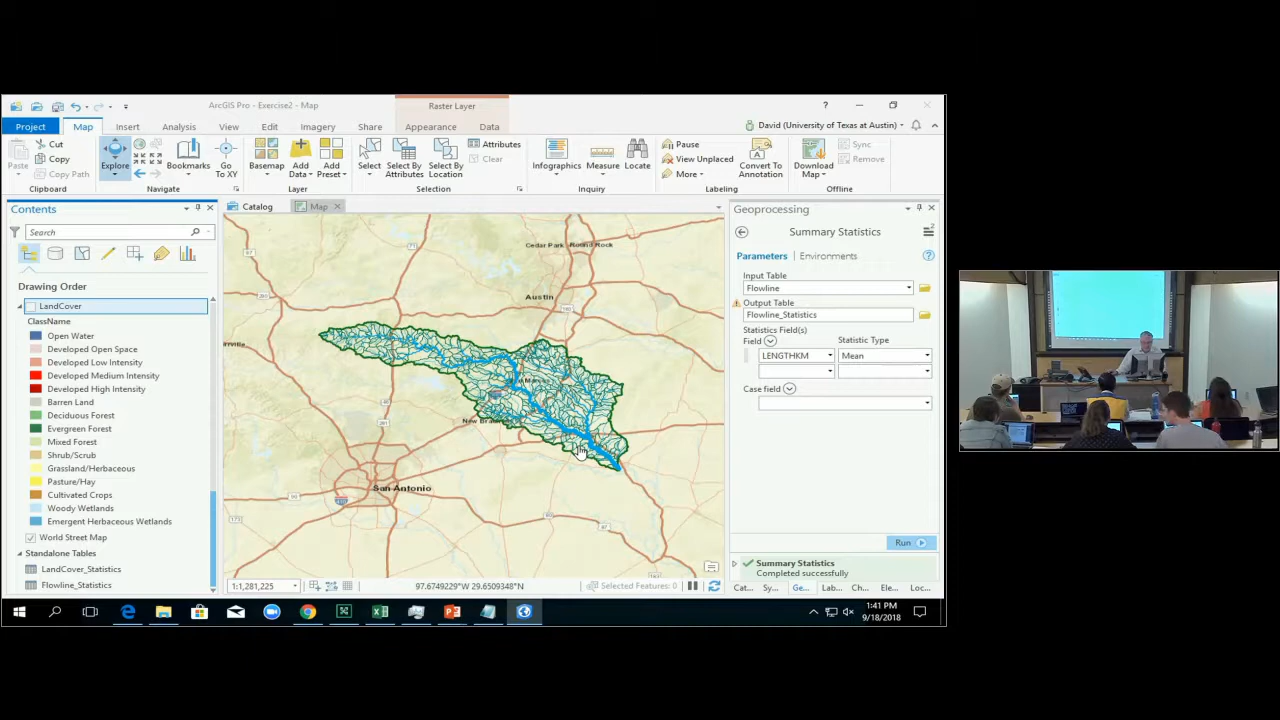 ArcGIS Pro - Exercise2 - Map
Raster Layer
?
Project
Map
Insert
Analysis
View
Edit
Imagery
Share
Appearance
Data
David (University of Texas at Austin)
Paste
Cut
Copy
Copy Path
Clipboard
Explore
Bookmarks
Go To XY
Navigate
Basemap
Add Data
Add Preset
Layer
Select
Select By Attributes
Select By Location
Attributes
Clear
Selection
Infographics
Measure
Locate
Inquiry
Pause
View Unplaced
More
Convert To Annotation
Labeling
Download Map
Sync
Remove
Offline
Contents
Search
Drawing Order
LandCover
ClassName
Open Water
Developed Open Space
Developed Low Intensity
Developed Medium Intensity
Developed High Intensity
Barren Land
Deciduous Forest
Evergreen Forest
Mixed Forest
Shrub/Scrub
Grassland/Herbaceous
Pasture/Hay
Cultivated Crops
Woody Wetlands
Emergent Herbaceous Wetlands
World Street Map
Standalone Tables
LandCover_Statistics
Flowline_Statistics
Catalog
Map
Cedar Park
Round Rock
Austin
San Antonio
1:1,281,225
97.6749229°W 29.6509348°N
Selected Features: 0
Geoprocessing
Summary Statistics
Parameters
Environments
Input Table
Flowline
Output Table
Flowline_Statistics
Statistics Field(s)
Field
Statistic Type
LENGTHKM
Mean
Case field
Run
Summary Statistics
Completed successfully
Cat...
Sy...
Ge...
Lab...
Ch...
Ele...
Loc...
1:41 PM
9/18/2018